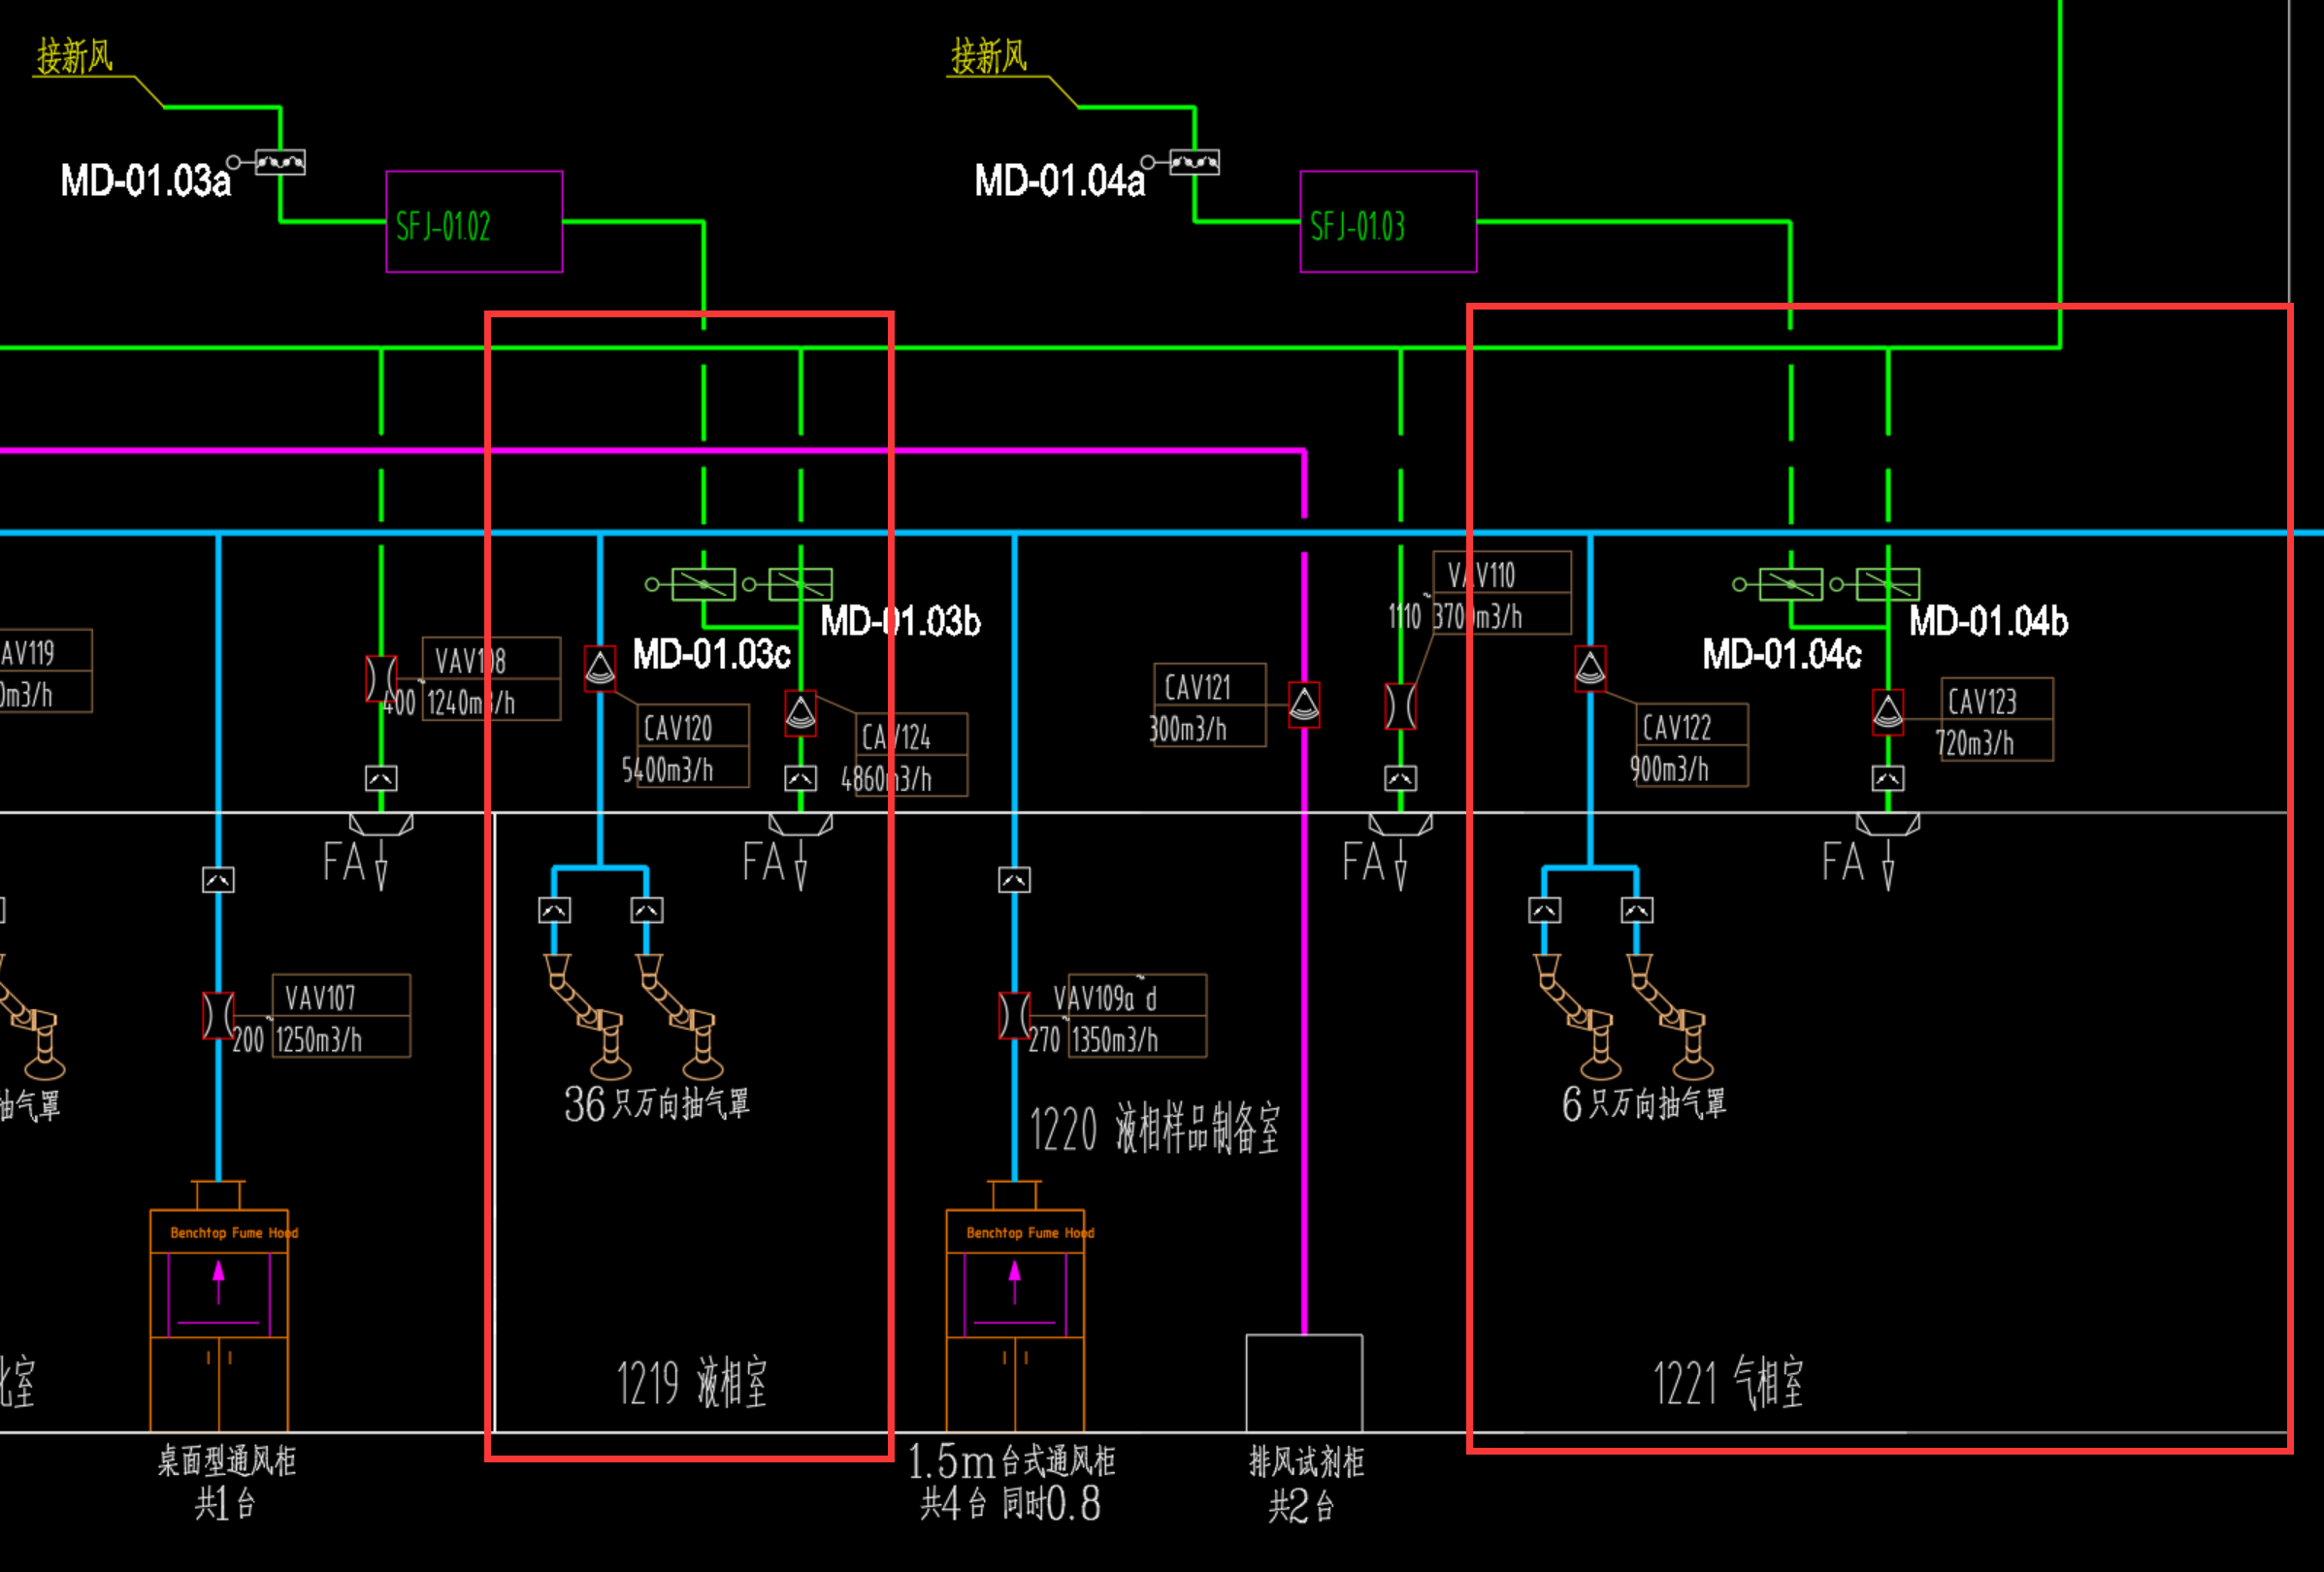 接新风
接新风
MD-01.03a
MD-01.04a
SFJ-01.02
SFJ-01.03
VAV110
1110~3700m3/h
MD-01.03b
MD-01.04b
MD-01.03c
MD-01.04c
AV119
0m3/h
VAV108
400~1240m3/h
CAV120
5400m3/h
CAV124
4860m3/h
CAV121
300m3/h
CAV122
900m3/h
CAV123
720m3/h
FA
FA
FA
FA
VAV107
200~1250m3/h
VAV109a~d
270~1350m3/h
抽气罩
36只万向抽气罩
6只万向抽气罩
1220 液相样品制备室
Benchtop Fume Hood
Benchtop Fume Hood
化室
1219 液相室
1221 气相室
桌面型通风柜
共1台
1.5m台式通风柜
共4台 同时0.8
排风试剂柜
共2台